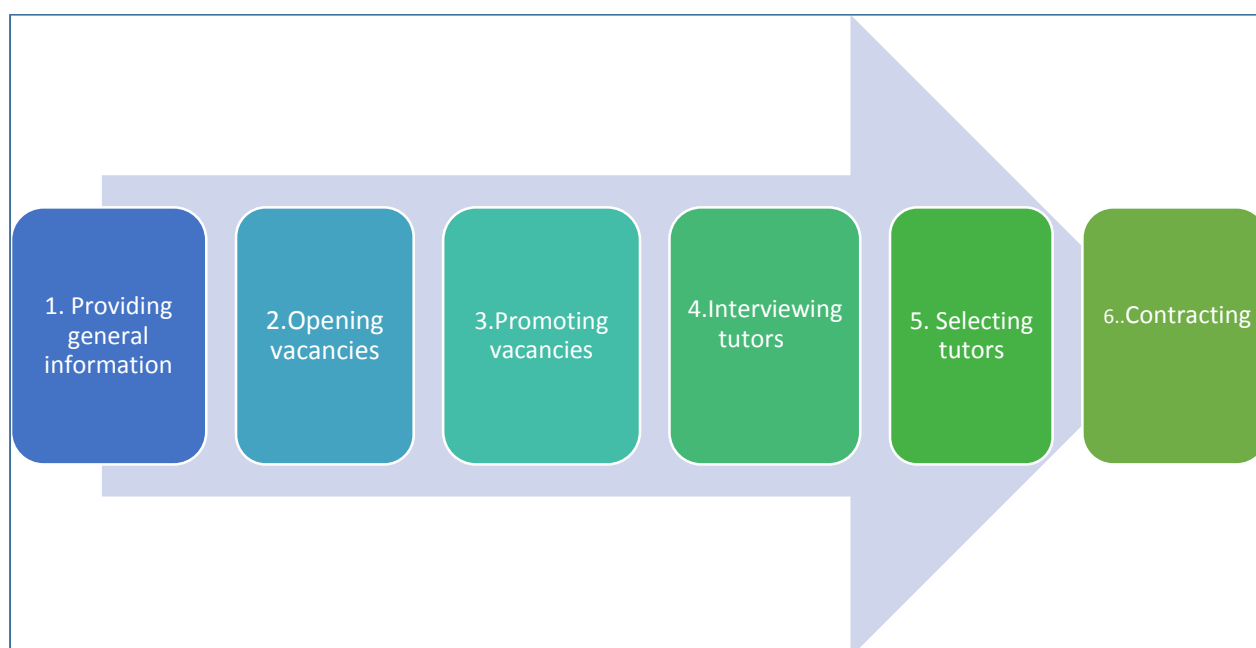 1. Providing
general
information
2.Opening
vacancies
3.Promoting
vacancies
4.Interviewing
tutors
5. Selecting
tutors
6..Contracting